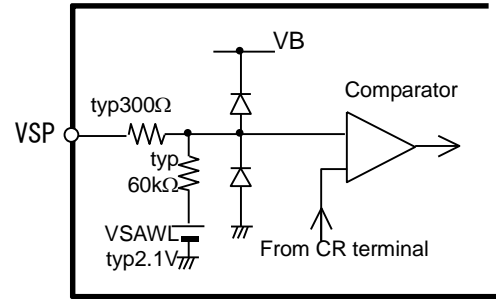 VB
Comparator
typ300Ω
VSP
typ
60kΩ
VSAWL
typ2.1V
From CR terminal